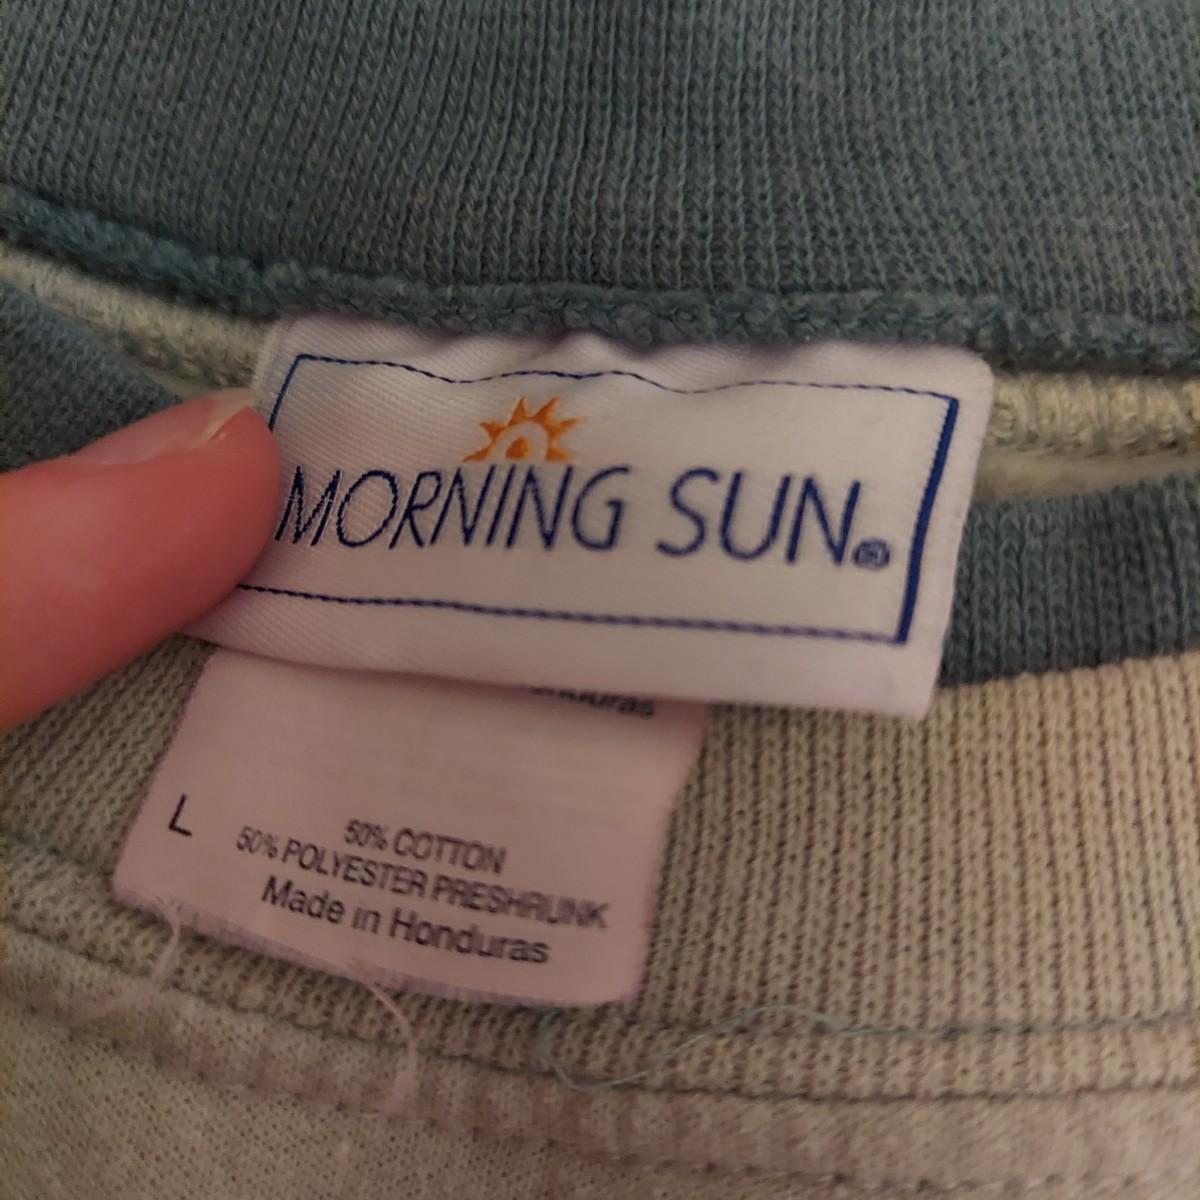 MORNING SUN®
L
50% COTTON
50% POLYESTER PRESHRUNK
Made in Honduras